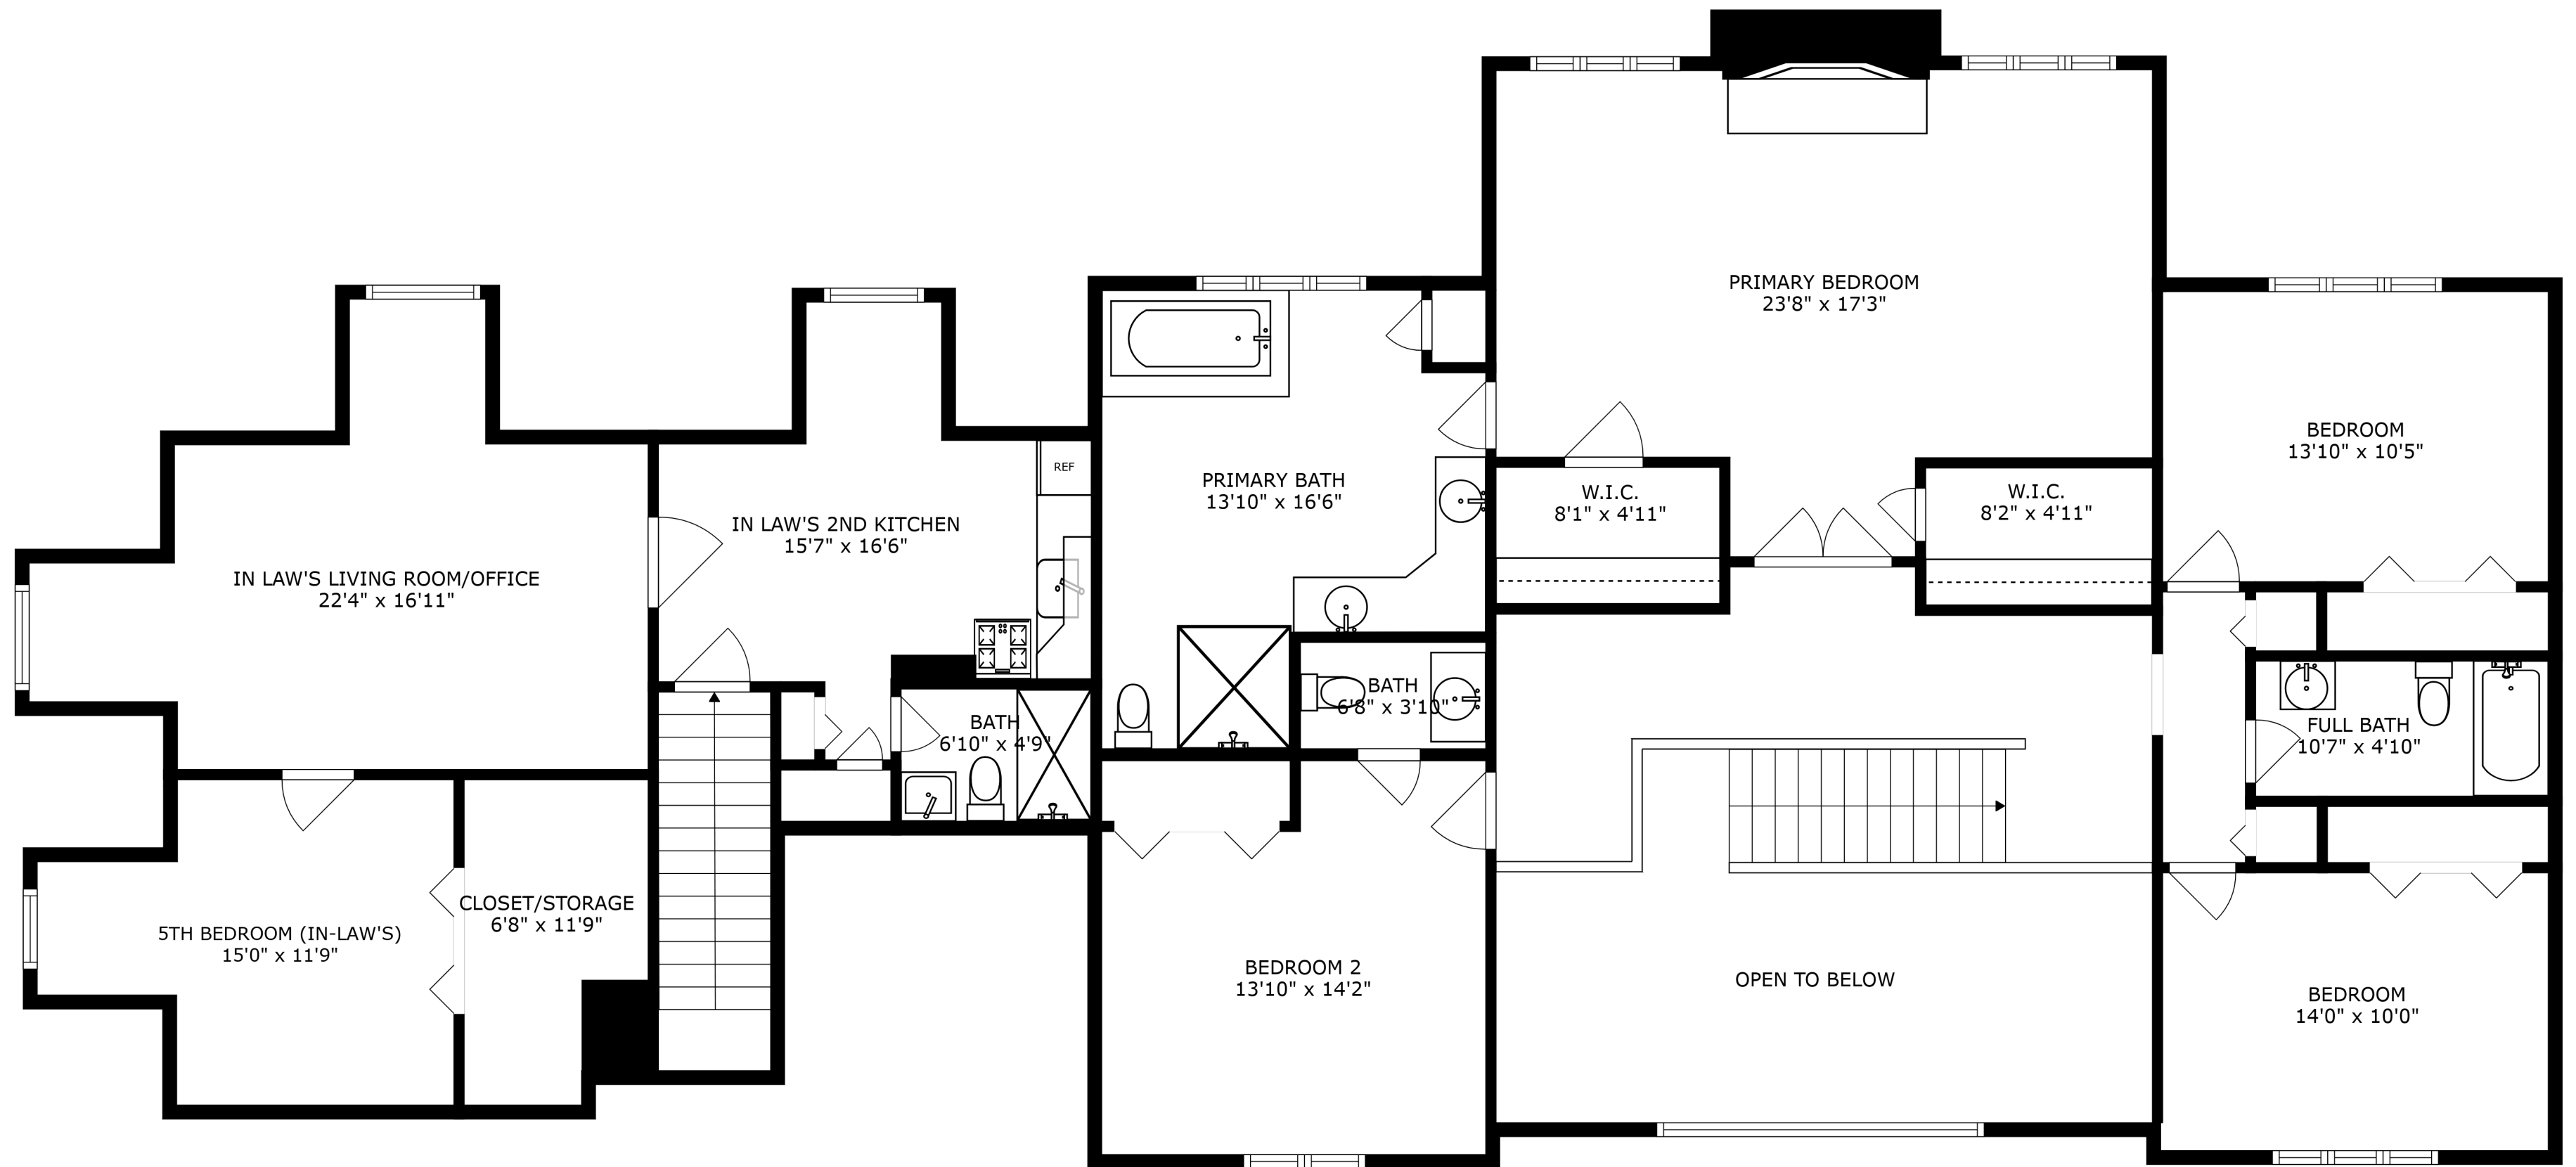 PRIMARY BEDROOM
23'8" x 17'3"
BEDROOM
13'10" x 10'5"
REF
PRIMARY BATH
13'10" x 16'6"
W.I.C.
8'1" x 4'11"
W.I.C.
8'2" x 4'11"
IN LAW'S 2ND KITCHEN
15'7" x 16'6"
IN LAW'S LIVING ROOM/OFFICE
22'4" x 16'11"
BATH
6'8" x 3'10"
BATH
6'10" x 4'9"
FULL BATH
10'7" x 4'10"
CLOSET/STORAGE
6'8" x 11'9"
5TH BEDROOM (IN-LAW'S)
15'0" x 11'9"
BEDROOM 2
13'10" x 14'2"
OPEN TO BELOW
BEDROOM
14'0" x 10'0"